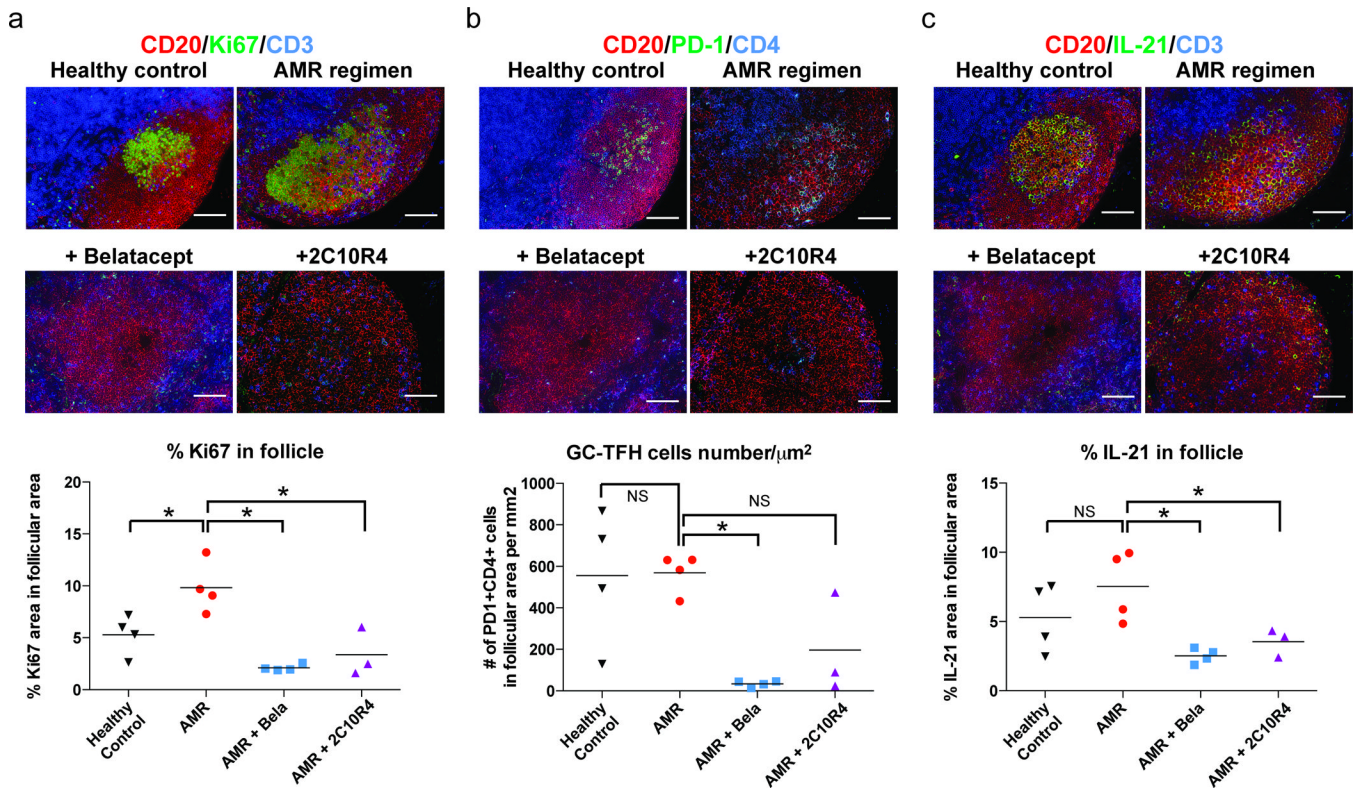 a
CD20/Ki67/CD3
Healthy control
AMR regimen
+ Belatacept
+2C10R4
% Ki67 in follicle
% Ki67 area in follicular area
20
15
10
5
0
*
*
*
Healthy
Control
AMR
AMR + Bela
AMR + 2C10R4
b
CD20/PD-1/CD4
Healthy control
AMR regimen
+ Belatacept
+2C10R4
GC-TFH cells number/μm2
# of PD1+CD4+ cells
in follicular area per mm2
1000
800
600
400
200
0
NS
NS
*
Healthy
Control
AMR
AMR + Bela
AMR + 2C10R4
c
CD20/IL-21/CD3
Healthy control
AMR regimen
+ Belatacept
+2C10R4
% IL-21 in follicle
% IL-21 area in follicular area
15
10
5
0
NS
*
*
Healthy
Control
AMR
AMR + Bela
AMR + 2C10R4